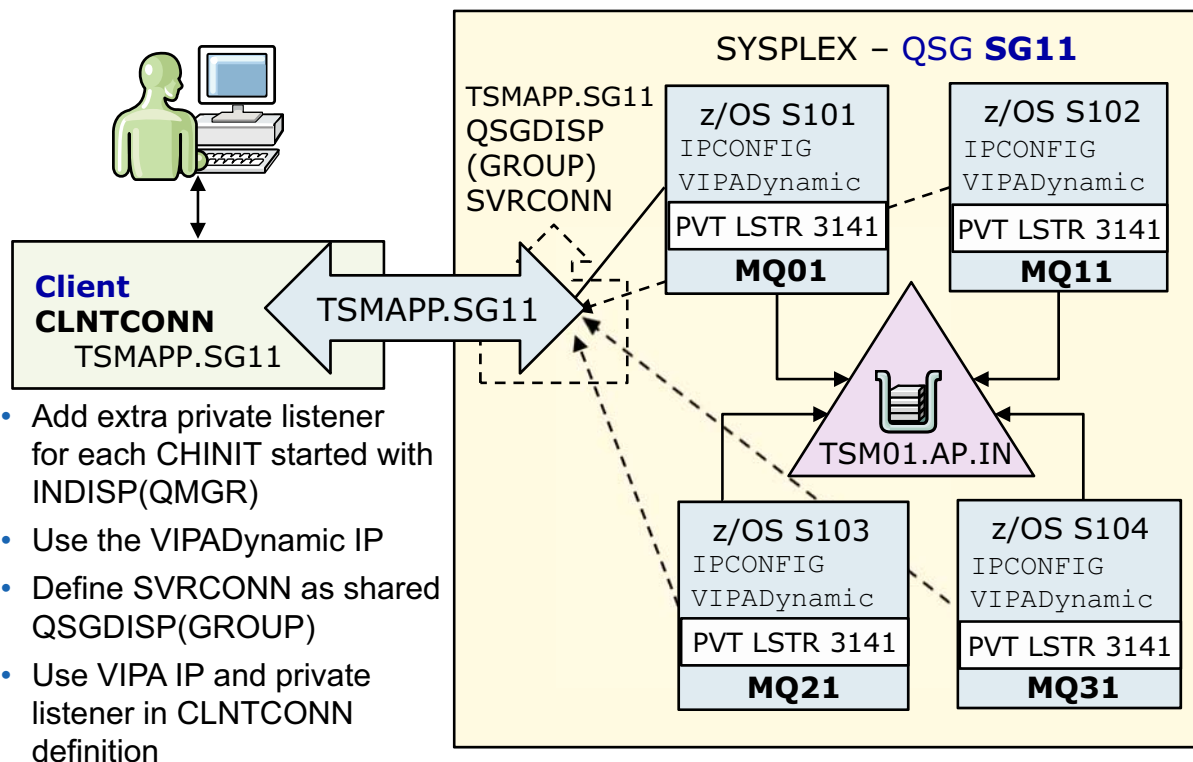 SYSPLEX – QSG SG11
TSMAPP.SG11
QSGDISP
(GROUP)
SVRCONN
z/OS S101
IPCONFIG
VIPADynamic
PVT LSTR 3141
MQ01
z/OS S102
IPCONFIG
VIPADynamic
PVT LSTR 3141
MQ11
Client
CLNTCONN
TSMAPP.SG11
TSMAPP.SG11
TSM01.AP.IN
z/OS S103
IPCONFIG
VIPADynamic
PVT LSTR 3141
MQ21
z/OS S104
IPCONFIG
VIPADynamic
PVT LSTR 3141
MQ31
• Add extra private listener
for each CHINIT started with
INDISP(QMGR)
• Use the VIPADynamic IP
• Define SVRCONN as shared
QSGDISP(GROUP)
• Use VIPA IP and private
listener in CLNTCONN
definition